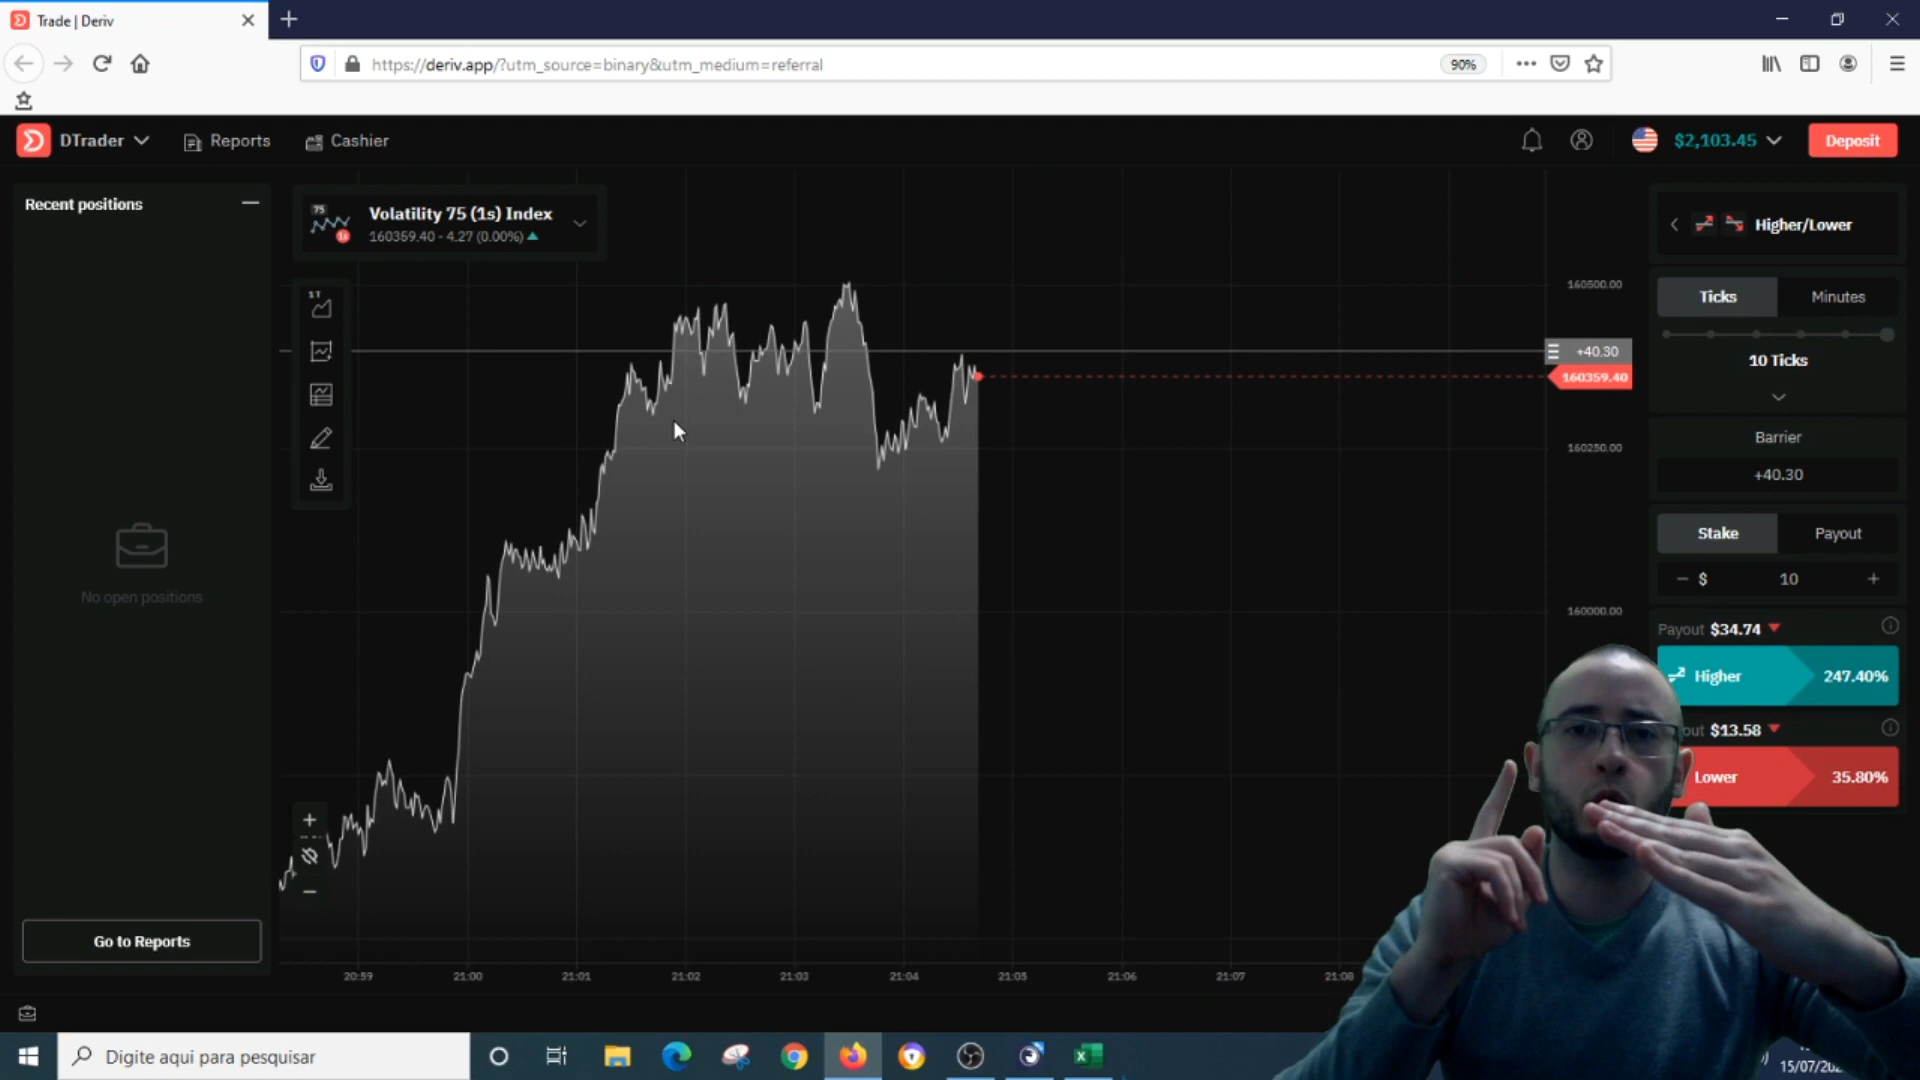 Trade | Deriv
https://deriv.app/?utm_source=binary&utm_medium=referral
90%
DTrader
Reports
Cashier
$2,103.45
Deposit
Recent positions
No open positions
Go to Reports
75
1s
Volatility 75 (1s) Index
160359.40 - 4.27 (0.00%)
1T
160500.00
+40.30
160359.40
160250.00
160000.00
20:59
21:00
21:01
21:02
21:03
21:04
21:05
21:06
21:07
21:08
Higher/Lower
Ticks
Minutes
10 Ticks
Barrier
+40.30
Stake
Payout
− $ 10 +
Payout $34.74
Higher 247.40%
$13.58
Lower 35.80%
Digite aqui para pesquisar